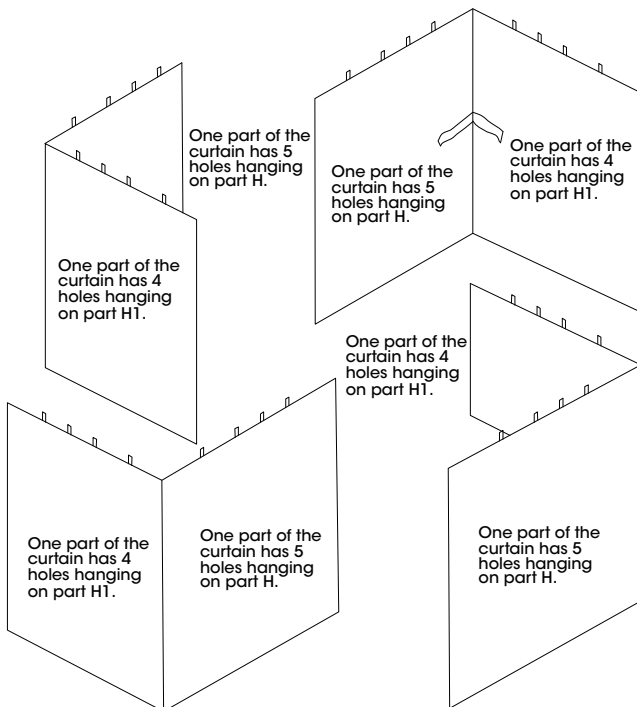 One part of the
curtain has 5
holes hanging
on part H.
One part of the
curtain has 4
holes hanging
on part H1.
One part of the
curtain has 5
holes hanging
on part H.
One part of the
curtain has 4
holes hanging
on part H1.
One part of the
curtain has 4
holes hanging
on part H1.
One part of the
curtain has 5
holes hanging
on part H.
One part of the
curtain has 4
holes hanging
on part H1.
One part of the
curtain has 5
holes hanging
on part H.